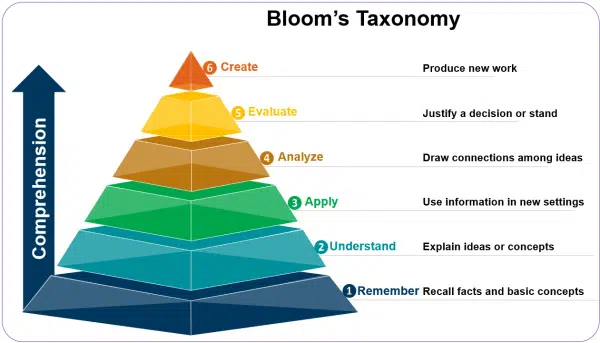 Bloom's Taxonomy
Comprehension
6 Create Produce new work
5 Evaluate Justify a decision or stand
4 Analyze Draw connections among ideas
3 Apply Use information in new settings
2 Understand Explain ideas or concepts
1 Remember Recall facts and basic concepts